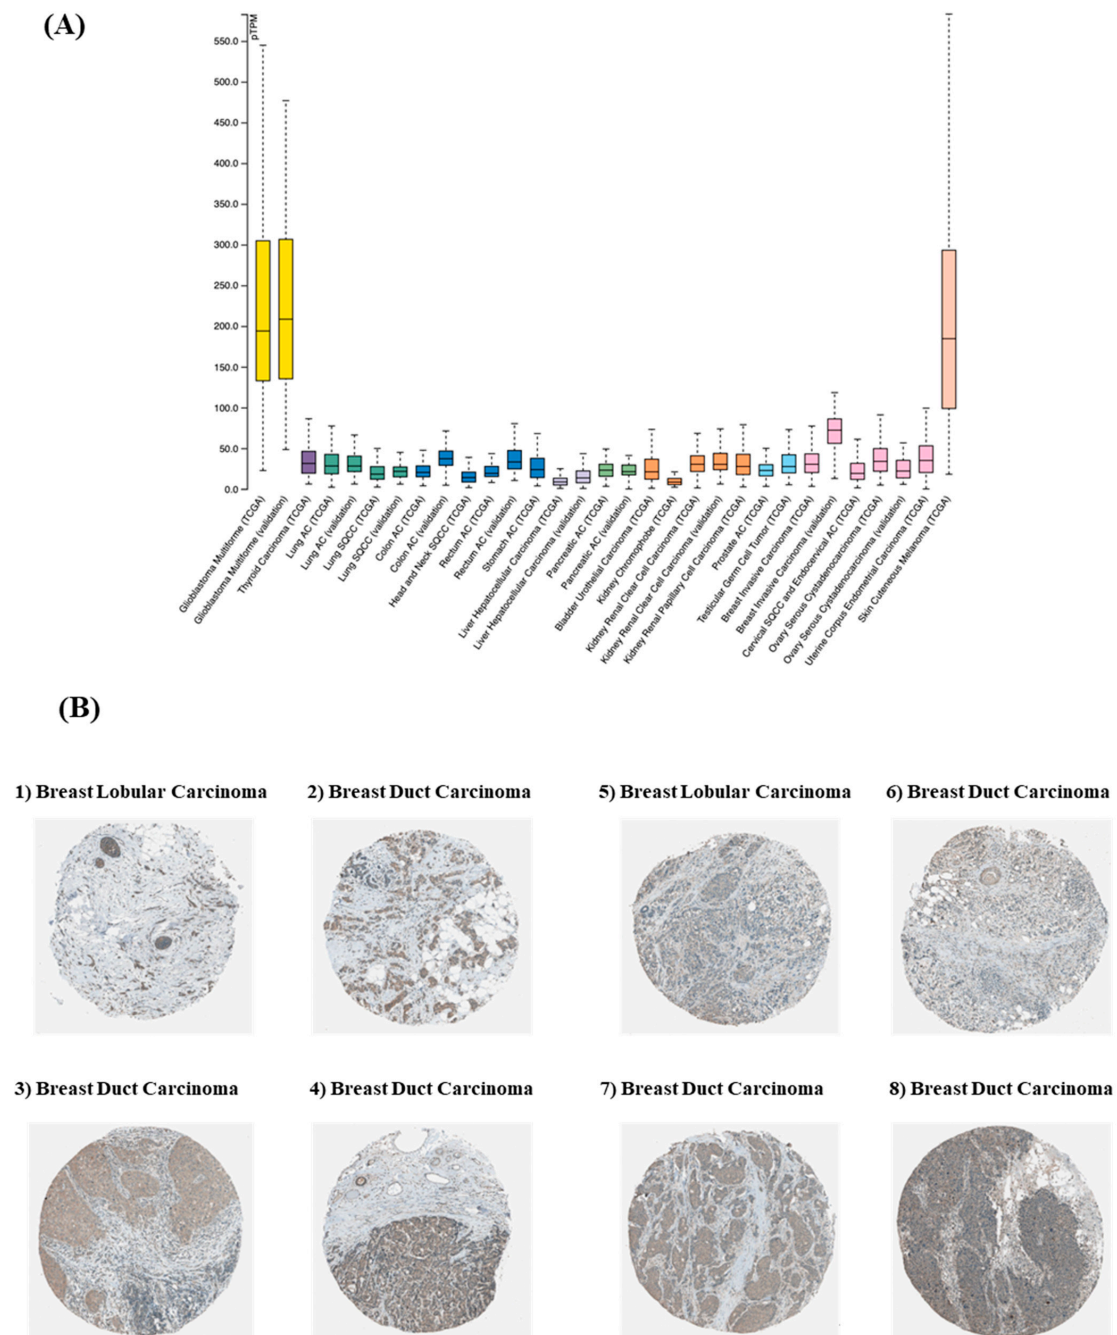 (A)
pTPM
550.0
500.0
450.0
400.0
350.0
300.0
250.0
200.0
150.0
100.0
50.0
0.0
Glioblastoma Multiforme (TCGA)
Glioblastoma Multiforme (validation)
Thyroid Carcinoma (TCGA)
Lung AC (TCGA)
Lung AC (validation)
Lung SQCC (TCGA)
Lung SQCC (validation)
Colon AC (TCGA)
Colon AC (validation)
Head and Neck SQCC (TCGA)
Rectum AC (TCGA)
Rectum AC (validation)
Stomach AC (TCGA)
Liver Hepatocellular Carcinoma (TCGA)
Liver Hepatocellular Carcinoma (validation)
Pancreatic AC (TCGA)
Pancreatic AC (validation)
Bladder Urothelial Carcinoma (TCGA)
Kidney Chromophobe (TCGA)
Kidney Renal Clear Cell Carcinoma (TCGA)
Kidney Renal Clear Cell Carcinoma (validation)
Kidney Renal Papillary Cell Carcinoma (TCGA)
Prostate AC (TCGA)
Testicular Germ Cell Tumor (TCGA)
Breast Invasive Carcinoma (TCGA)
Breast Invasive Carcinoma (validation)
Cervical SQCC and Endocervical AC (TCGA)
Ovary Serous Cystadenocarcinoma (TCGA)
Ovary Serous Cystadenocarcinoma (validation)
Uterine Corpus Endometrial Carcinoma (TCGA)
Skin Cuteneous Melanoma (TCGA)
(B)
1) Breast Lobular Carcinoma
2) Breast Duct Carcinoma
5) Breast Lobular Carcinoma
6) Breast Duct Carcinoma
3) Breast Duct Carcinoma
4) Breast Duct Carcinoma
7) Breast Duct Carcinoma
8) Breast Duct Carcinoma